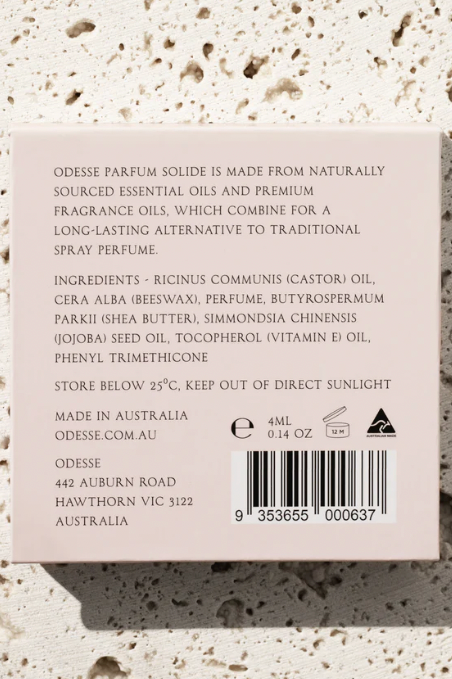 ODESSE PARFUM SOLIDE IS MADE FROM NATURALLY
SOURCED ESSENTIAL OILS AND PREMIUM
FRAGRANCE OILS, WHICH COMBINE FOR A
LONG-LASTING ALTERNATIVE TO TRADITIONAL
SPRAY PERFUME.
INGREDIENTS - RICINUS COMMUNIS (CASTOR) OIL,
CERA ALBA (BEESWAX), PERFUME, BUTYROSPERMUM
PARKII (SHEA BUTTER), SIMMONDSIA CHINENSIS
(JOJOBA) SEED OIL, TOCOPHEROL (VITAMIN E) OIL,
PHENYL TRIMETHICONE
STORE BELOW 25⁰C, KEEP OUT OF DIRECT SUNLIGHT
MADE IN AUSTRALIA
ODESSE.COM.AU
ODESSE
442 AUBURN ROAD
HAWTHORN VIC 3122
AUSTRALIA
℮ 4ML
0.14 OZ
12 M
AUSTRALIAN MADE
9 353655 000637